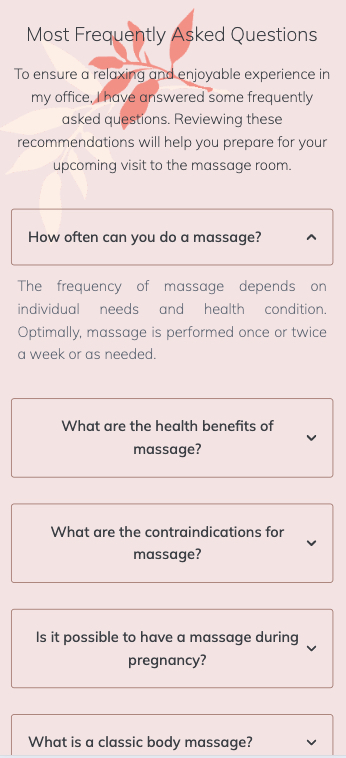 Most Frequently Asked Questions
To ensure a relaxing and enjoyable experience in
my office, I have answered some frequently
asked questions. Reviewing these
recommendations will help you prepare for your
upcoming visit to the massage room.
How often can you do a massage?
The frequency of massage depends on
individual needs and health condition.
Optimally, massage is performed once or twice
a week or as needed.
What are the health benefits of
massage?
What are the contraindications for
massage?
Is it possible to have a massage during
pregnancy?
What is a classic body massage?